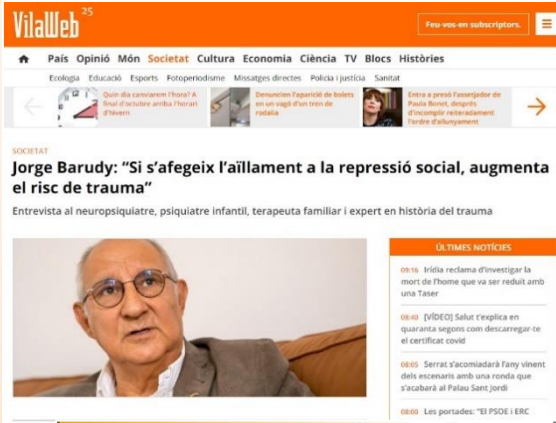 VilaWeb 25
Feu-vos-en subscriptors.
País Opinió Món Societat Cultura Economia Ciència TV Blocs Històries
Ecologia Educació Esports Fotoperiodisme Missatges directes Policia i justícia Sanitat
Quin dia canviarem l'hora? A
final d'octubre arriba l'horari
d'hivern
Denuncien l'aparició de bolets
en un vagó d'un tren de
rodalia
Entra a presó l'assetjador de
Paula Bonet, després
d'incomplir reiteradament
l'ordre d'allunyament
SOCIETAT
Jorge Barudy: “Si s’afegeix l’aïllament a la repressió social, augmenta
el risc de trauma”
Entrevista al neuropsiquiatre, psiquiatre infantil, terapeuta familiar i expert en història del trauma
ÚLTIMES NOTÍCIES
09:16 Irídia reclama d'investigar la
mort de l'home que va ser reduït amb
una Taser
08:40 [VÍDEO] Salut t'explica en
quaranta segons com descarregar-te
el certificat covid
08:05 Serrat s'acomiadarà l'any vinent
dels escenaris amb una ronda que
s'acabarà al Palau Sant Jordi
08:00 Les portades: "El PSOE i ERC